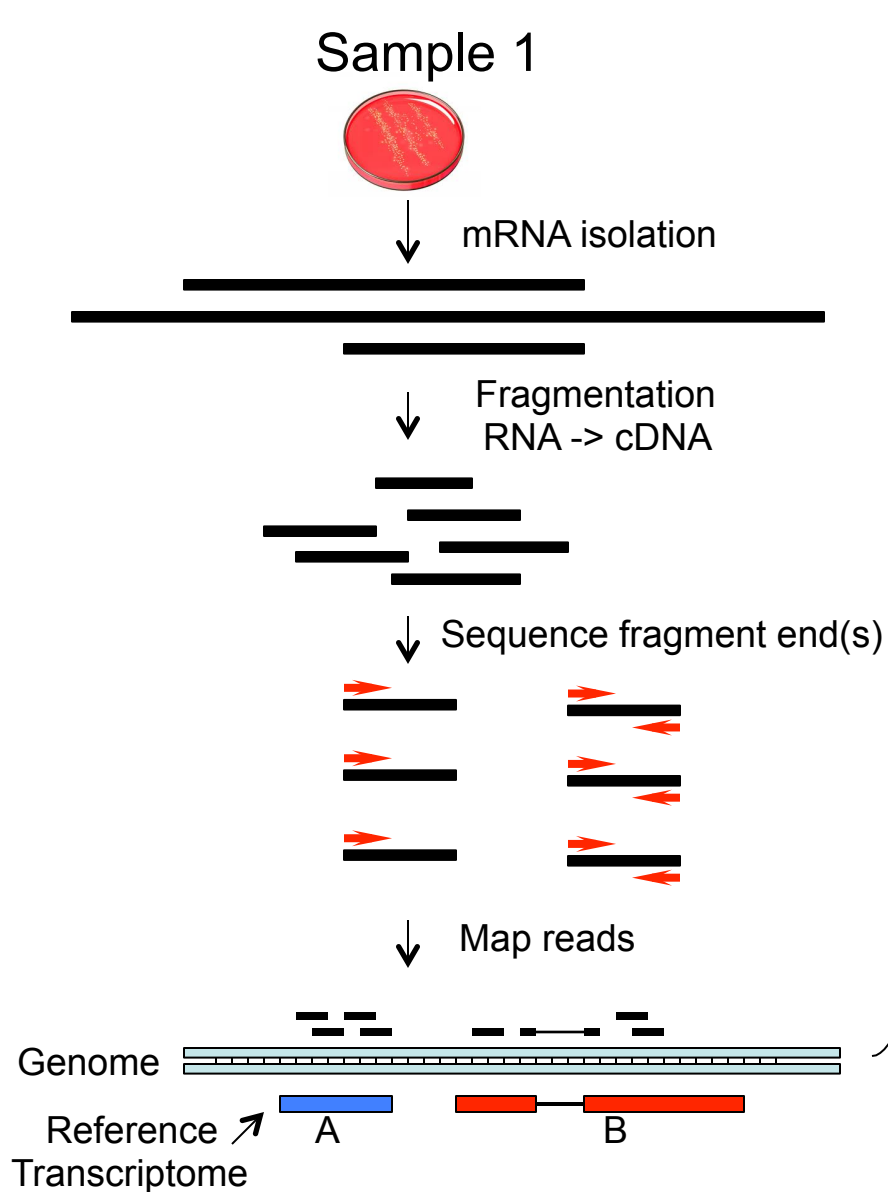 Sample 1
mRNA isolation
Fragmentation
RNA -> cDNA
Sequence fragment end(s)
Map reads
Genome
Reference
Transcriptome
A
B